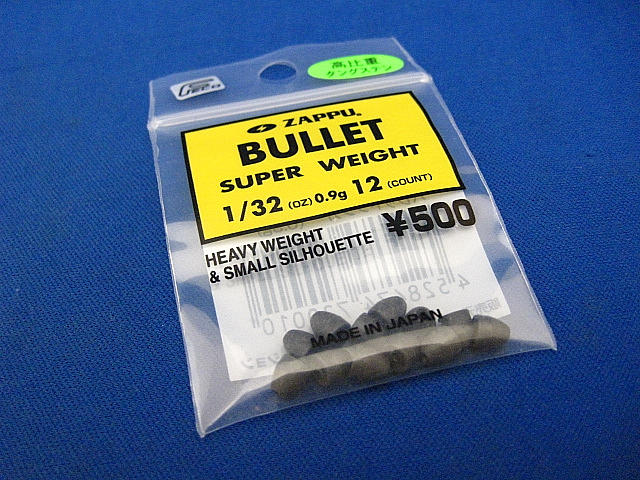 高比重
タングステン
ZAPPU.
BULLET
SUPER WEIGHT
1/32 (OZ) 0.9g 12 (COUNT)
¥500
HEAVY WEIGHT
& SMALL SILHOUETTE
MADE IN JAPAN